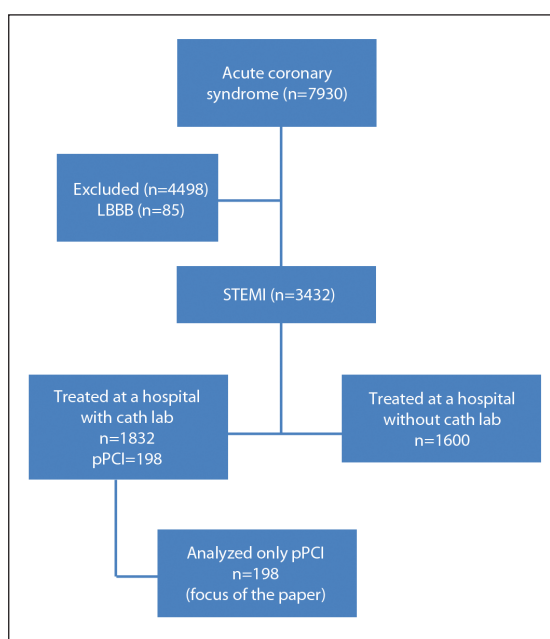 Acute coronary
syndrome (n=7930)
Excluded (n=4498)
LBBB (n=85)
STEMI (n=3432)
Treated at a hospital
with cath lab
n=1832
pPCI=198
Treated at a hospital
without cath lab
n=1600
Analyzed only pPCI
n=198
(focus of the paper)